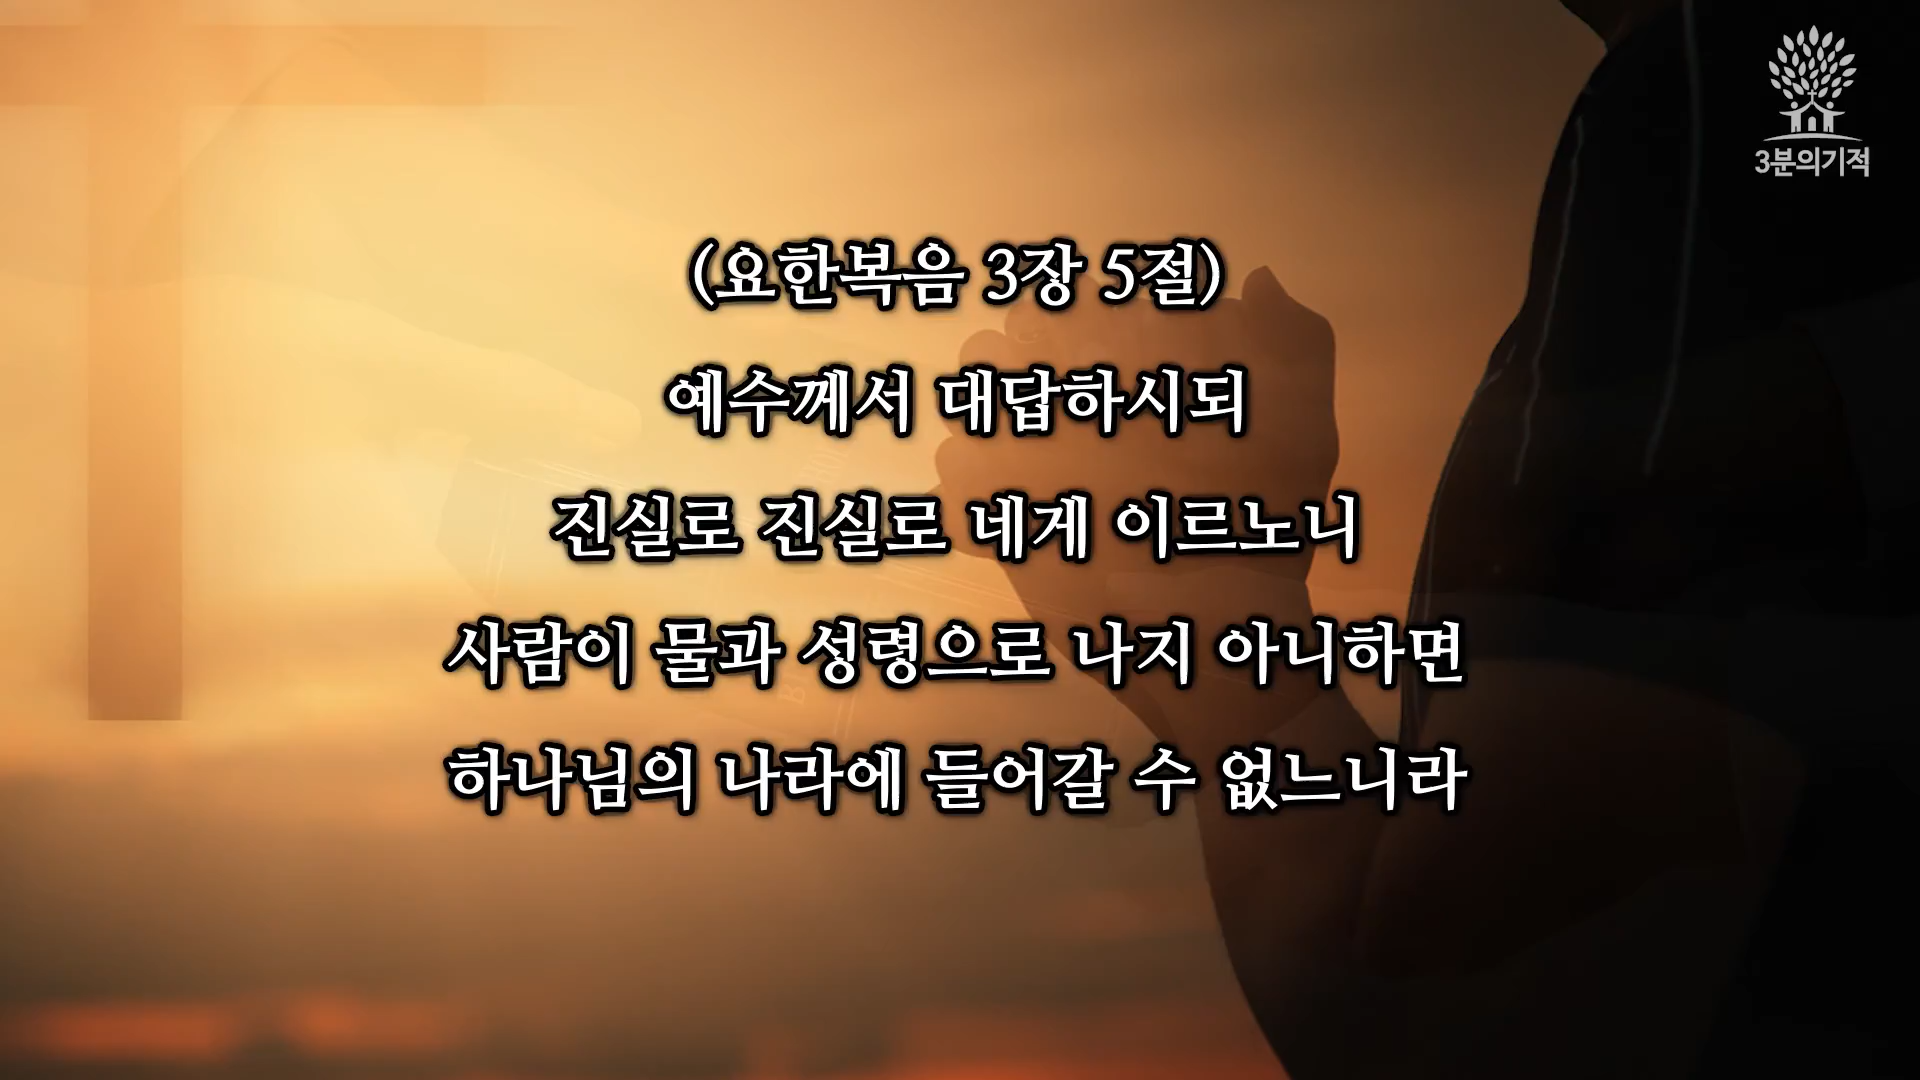 3분의기적
(요한복음 3장 5절)
예수께서 대답하시되
진실로 진실로 네게 이르노니
사람이 물과 성령으로 나지 아니하면
하나님의 나라에 들어갈 수 없느니라